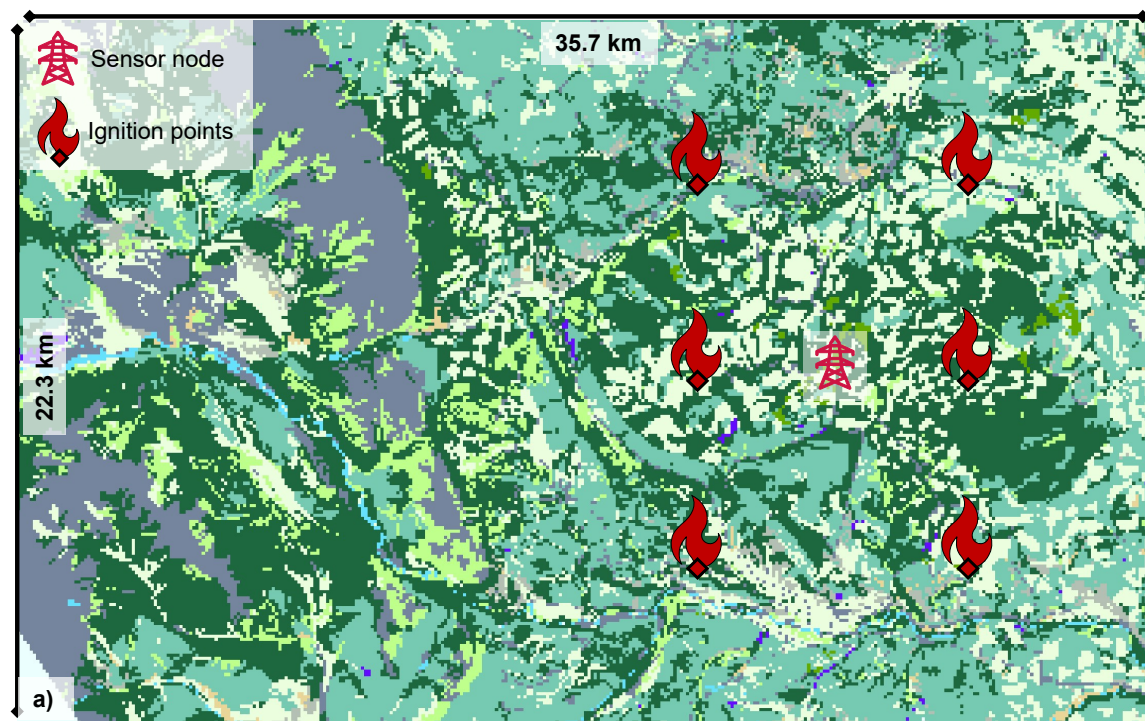 35.7 km
Sensor node
Ignition points
22.3 km
a)